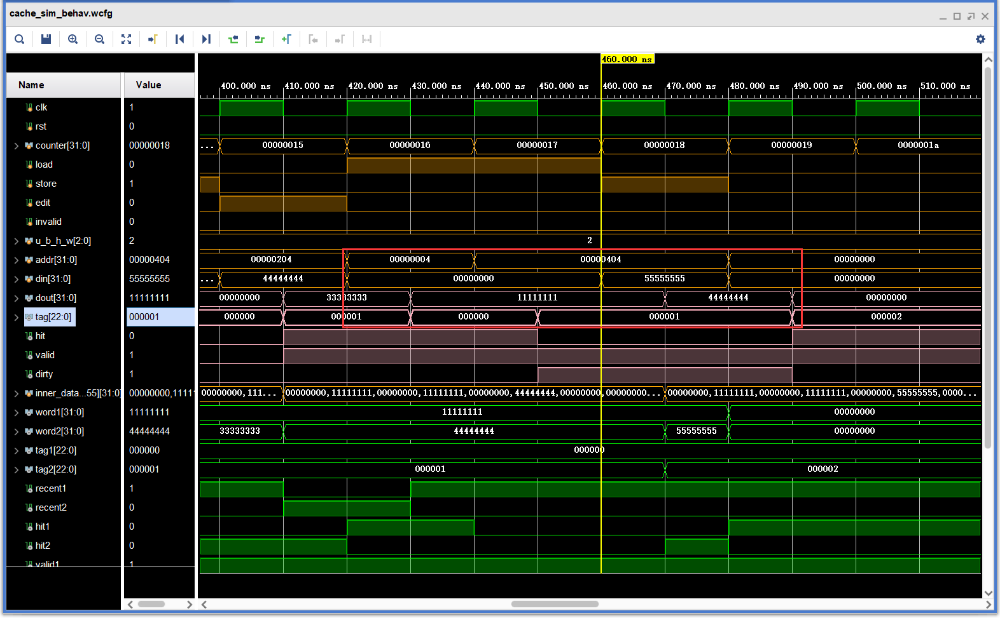 cache_sim_behav.wcfg
460.000 ns
Name Value
400.000 ns 410.000 ns 420.000 ns 430.000 ns 440.000 ns 450.000 ns 460.000 ns 470.000 ns 480.000 ns 490.000 ns 500.000 ns 510.000 ns
clk 1
rst 0
counter[31:0] 00000018 ... 00000015 00000016 00000017 00000018 00000019 0000001a
load 0
store 1
edit 0
invalid 0
u_b_h_w[2:0] 2 2
addr[31:0] 00000404 00000204 00000004 00000404 00000000
din[31:0] 55555555 ... 44444444 00000000 55555555 00000000
dout[31:0] 11111111 00000000 33333333 11111111 44444444 00000000
tag[22:0] 000001 000000 000001 000000 000001 000002
hit 0
valid 1
dirty 1
inner_data...55][31:0] 00000000,1111 00000000,111... 00000000,11111111,00000000,11111111,00000000,44444444,00000000,00000000... 00000000,11111111,00000000,11111111,00000000,55555555,0000...
word1[31:0] 11111111 11111111 00000000
word2[31:0] 44444444 33333333 44444444 55555555 00000000
tag1[22:0] 000000 000000
tag2[22:0] 000001 000001 000002
recent1 1
recent2 0
hit1 0
hit2 0
valid1 1